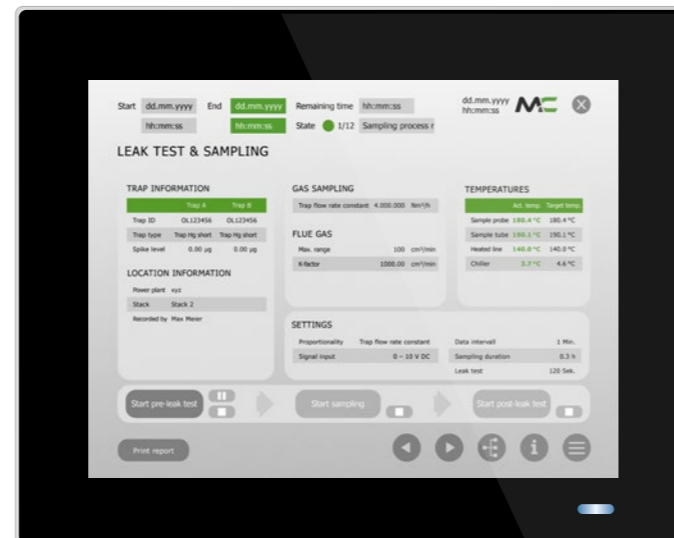 Start dd.mm.yyyy End dd.mm.yyyy Remaining time hh:mm:ss dd.mm.yyyy
hh:mm:ss MC
hh:mm:ss hh:mm:ss State 1/12 Sampling process r
LEAK TEST & SAMPLING
TRAP INFORMATION
Trap A Trap B
Trap ID OL123456 OL123456
Trap type Trap Hg short Trap Hg short
Spike level 0.00 µg 0.00 µg
LOCATION INFORMATION
Power plant xyz
Stack Stack 2
Recorded by Max Meier
GAS SAMPLING
Trap flow rate constant 4.000.000 Nm³/h
FLUE GAS
Max. range 100 cm³/min
K-factor 1000.00 cm³/min
TEMPERATURES
Act. temp. Target temp.
Sample probe 180.4 °C 180.4 °C
Sample tube 190.1 °C 190.1 °C
Heated line 140.0 °C 140.0 °C
Chiller 3.7 °C 4.6 °C
SETTINGS
Proportionality Trap flow rate constant
Signal input 0 – 10 V DC
Data intervall 1 Min.
Sampling duration 0.3 h
Leak test 120 Sek.
Start pre-leak test
Start sampling
Start post-leak test
Print report